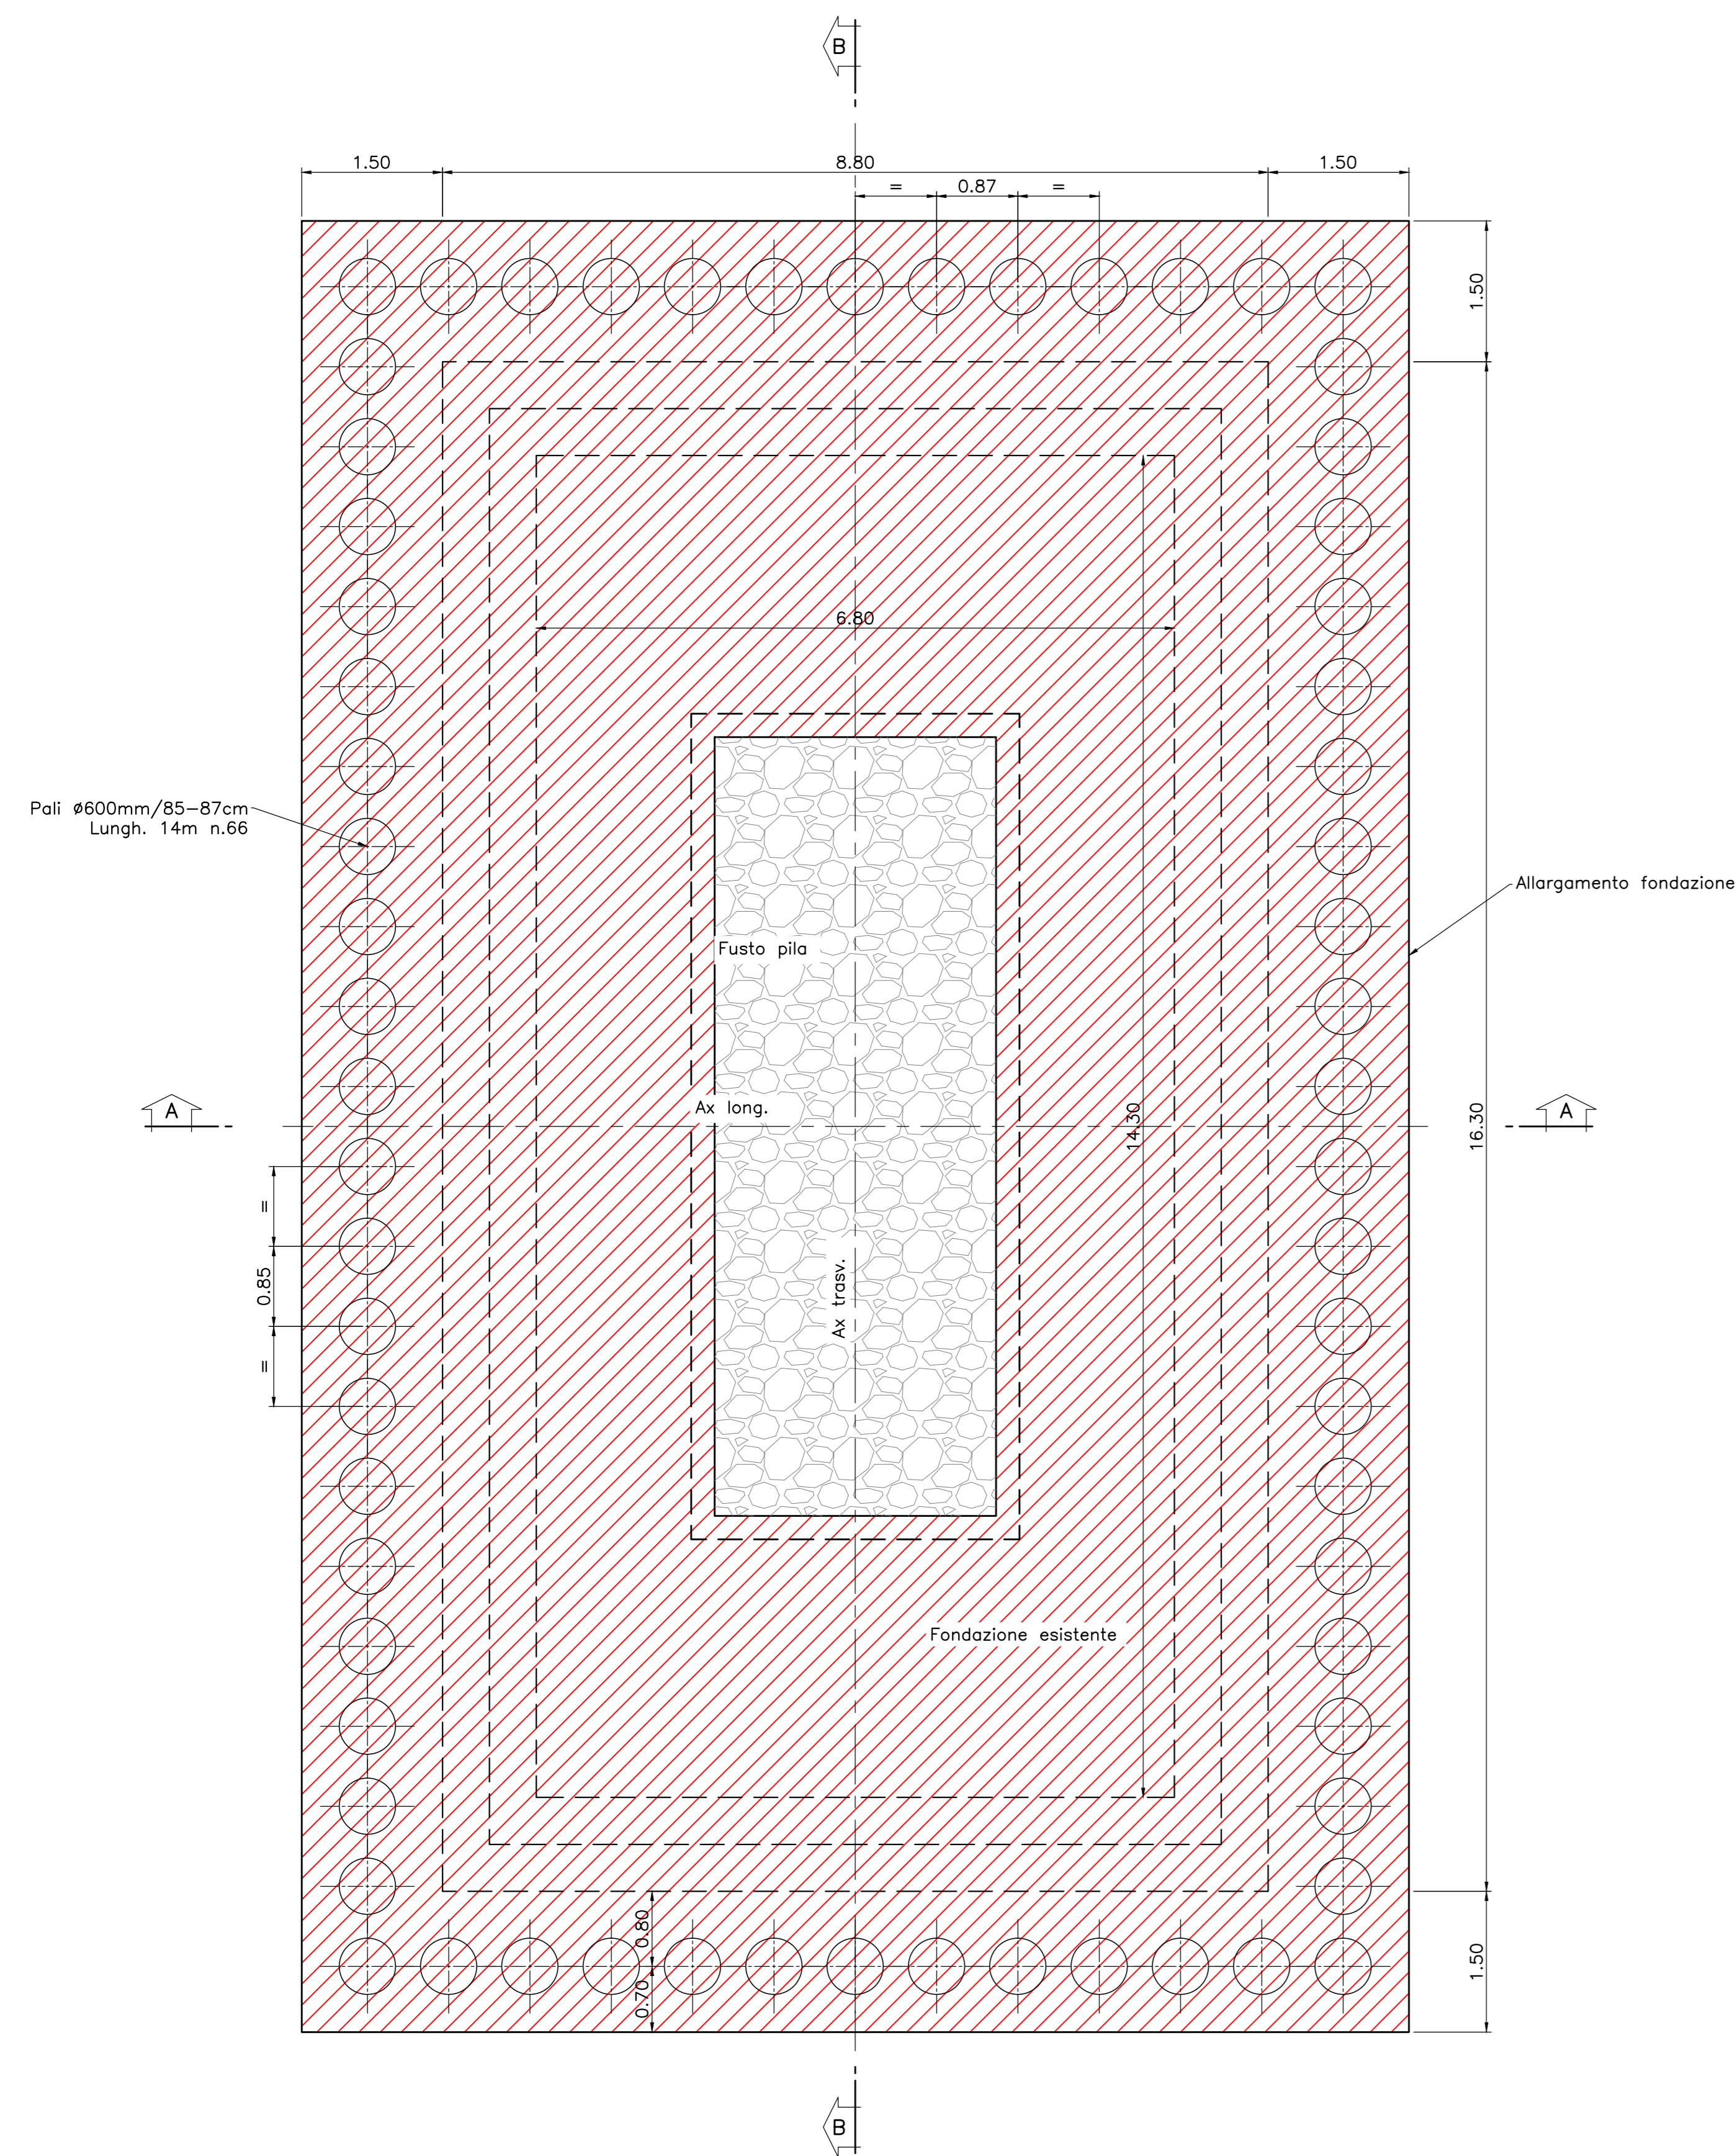 B
1.50
8.80
1.50
=
0.87
=
1.50
6.80
Pali Ø600mm/85-87cm
Lungh. 14m n.66
Allargamento fondazione
Fusto pila
A
Ax long.
A
14.30
16.30
=
0.85
=
Ax trasv.
Fondazione esistente
0.80
0.70
1.50
B